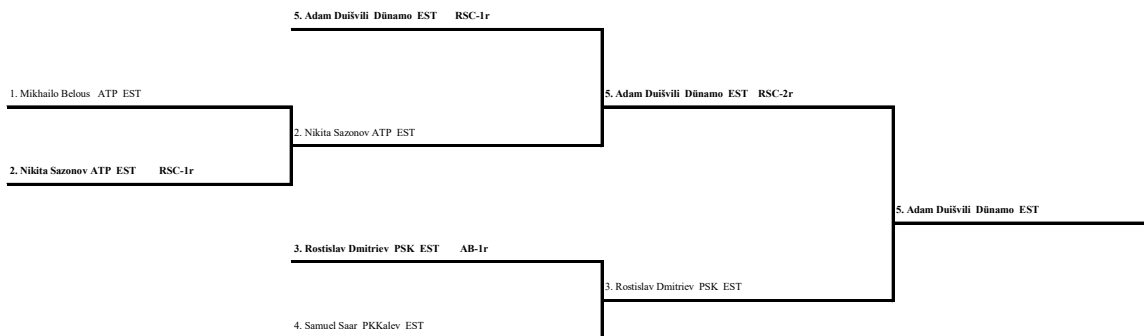 5. Adam Duišvili Dünamo EST RSC-1r
1. Mikhailo Belous ATP EST
5. Adam Duišvili Dünamo EST RSC-2r
2. Nikita Sazonov ATP EST
2. Nikita Sazonov ATP EST RSC-1r
5. Adam Duišvili Dünamo EST
3. Rostislav Dmitriev PSK EST AB-1r
3. Rostislav Dmitriev PSK EST
4. Samuel Saar PKKalev EST